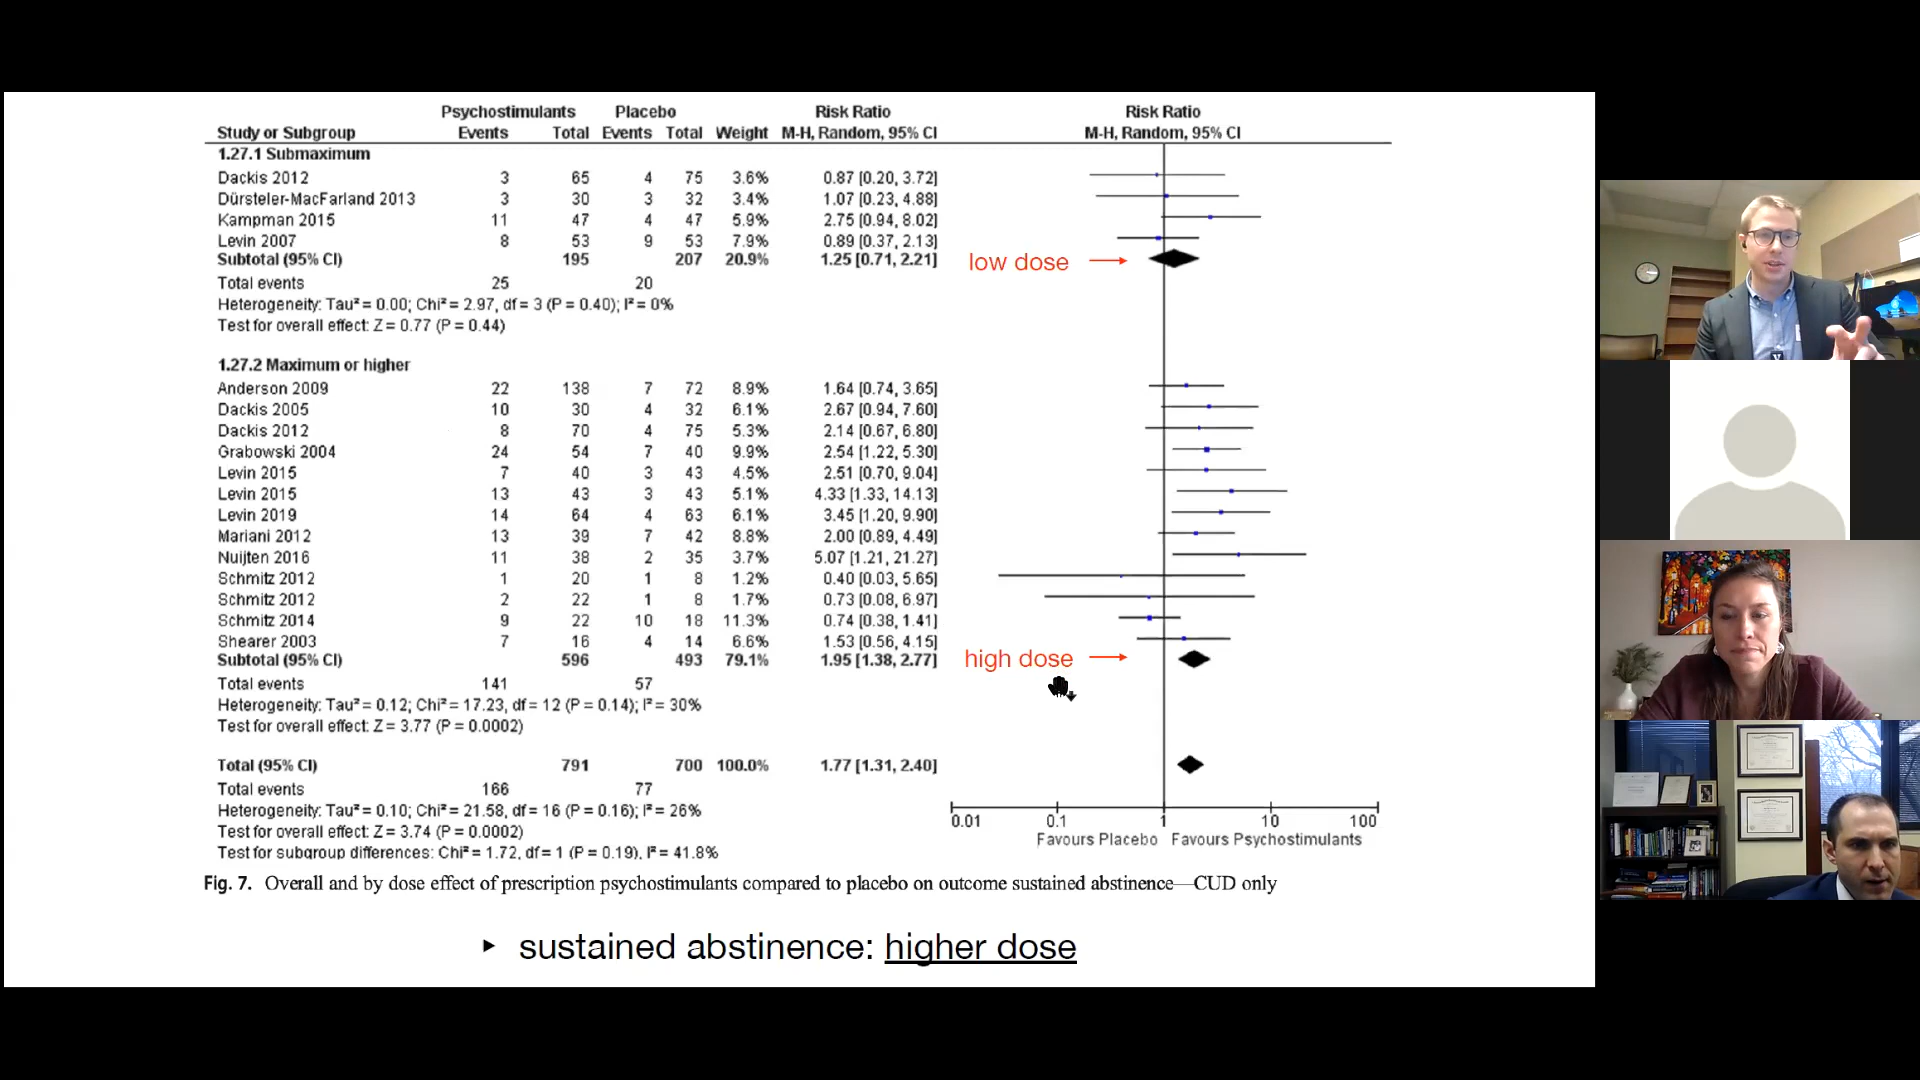 Psychostimulants Placebo Risk Ratio Risk Ratio
Study or Subgroup Events Total Events Total Weight M-H, Random, 95% CI M-H, Random, 95% CI
1.27.1 Submaximum
Dackis 2012 3 65 4 75 3.6% 0.87 [0.20, 3.72]
Dürsteler-MacFarland 2013 3 30 3 32 3.4% 1.07 [0.23, 4.88]
Kampman 2015 11 47 4 47 5.9% 2.75 [0.94, 8.02]
Levin 2007 8 53 9 53 7.9% 0.89 [0.37, 2.13]
Subtotal (95% CI) 195 207 20.9% 1.25 [0.71, 2.21] low dose
Total events 25 20
Heterogeneity: Tau² = 0.00; Chi² = 2.97, df = 3 (P = 0.40); I² = 0%
Test for overall effect: Z = 0.77 (P = 0.44)
1.27.2 Maximum or higher
Anderson 2009 22 138 7 72 8.9% 1.64 [0.74, 3.65]
Dackis 2005 10 30 4 32 6.1% 2.67 [0.94, 7.60]
Dackis 2012 8 70 4 75 5.3% 2.14 [0.67, 6.80]
Grabowski 2004 24 54 7 40 9.9% 2.54 [1.22, 5.30]
Levin 2015 7 40 3 43 4.5% 2.51 [0.70, 9.04]
Levin 2015 13 43 3 43 5.1% 4.33 [1.33, 14.13]
Levin 2019 14 64 4 63 6.1% 3.45 [1.20, 9.90]
Mariani 2012 13 39 7 42 8.8% 2.00 [0.89, 4.49]
Nuijten 2016 11 38 2 35 3.7% 5.07 [1.21, 21.27]
Schmitz 2012 1 20 1 8 1.2% 0.40 [0.03, 5.65]
Schmitz 2012 2 22 1 8 1.7% 0.73 [0.08, 6.97]
Schmitz 2014 9 22 10 18 11.3% 0.74 [0.38, 1.41]
Shearer 2003 7 16 4 14 6.6% 1.53 [0.56, 4.15]
Subtotal (95% CI) 596 493 79.1% 1.95 [1.38, 2.77] high dose
Total events 141 57
Heterogeneity: Tau² = 0.12; Chi² = 17.23, df = 12 (P = 0.14); I² = 30%
Test for overall effect: Z = 3.77 (P = 0.0002)
Total (95% CI) 791 700 100.0% 1.77 [1.31, 2.40]
Total events 166 77
Heterogeneity: Tau² = 0.10; Chi² = 21.58, df = 16 (P = 0.16); I² = 26%
Test for overall effect: Z = 3.74 (P = 0.0002)
Test for subgroup differences: Chi² = 1.72, df = 1 (P = 0.19), I² = 41.8%
0.01 0.1 1 10 100
Favours Placebo Favours Psychostimulants
Fig. 7. Overall and by dose effect of prescription psychostimulants compared to placebo on outcome sustained abstinence—CUD only
‣ sustained abstinence: higher dose